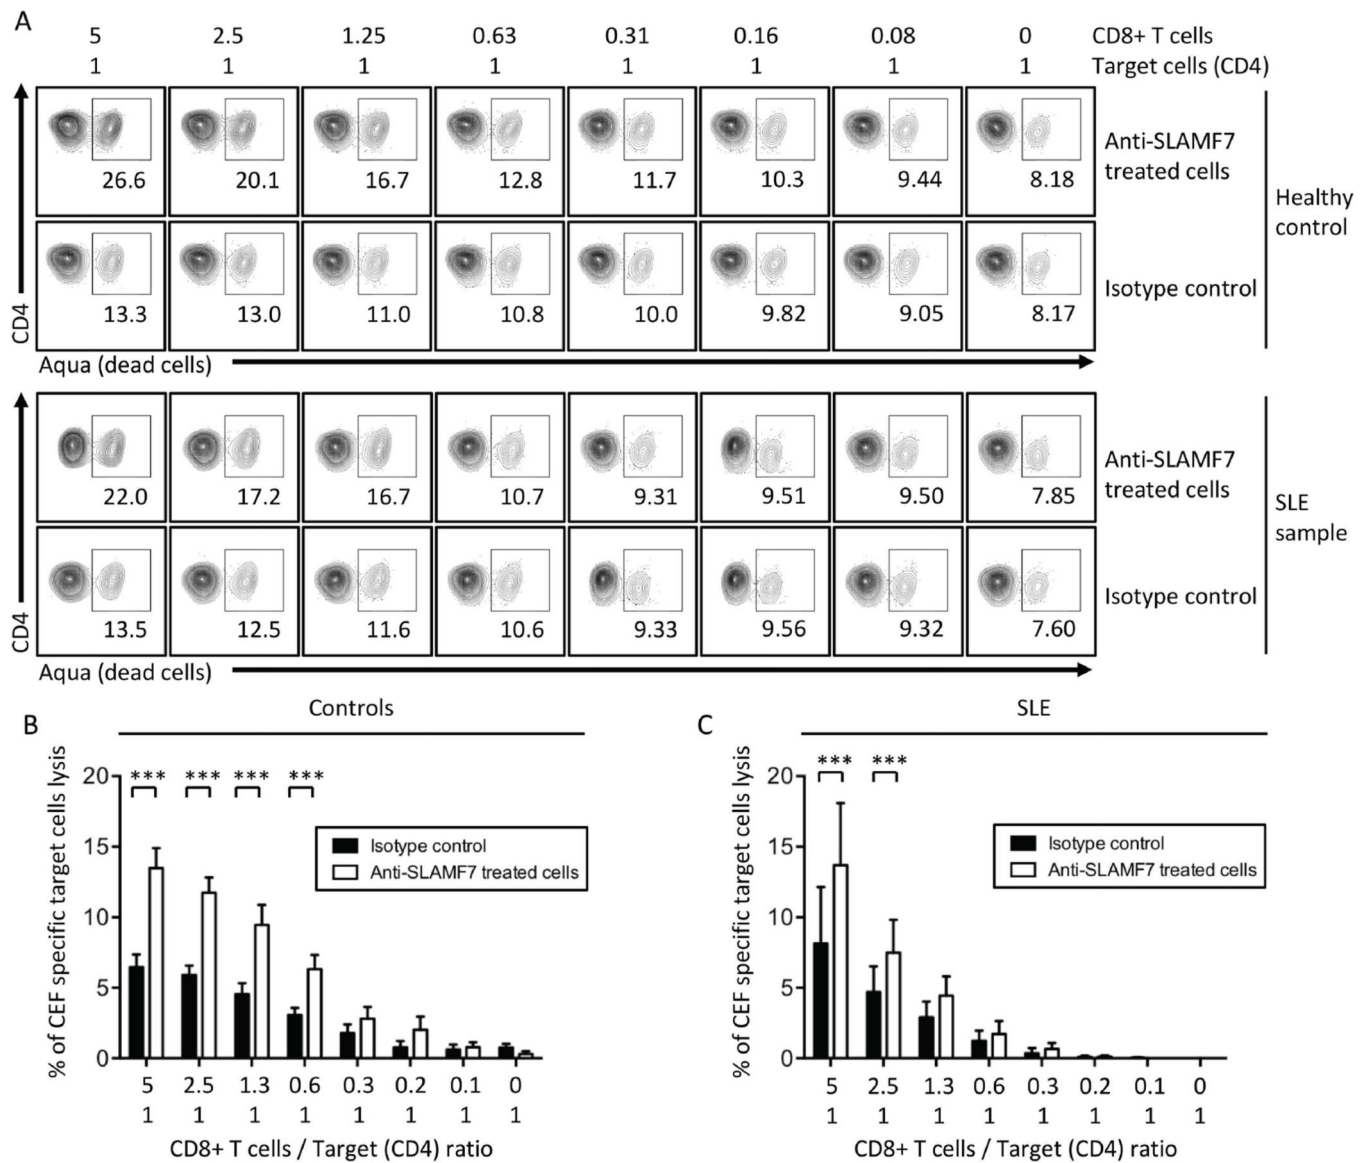 A
5 2.5 1.25 0.63 0.31 0.16 0.08 0 CD8+ T cells
1 1 1 1 1 1 1 1 Target cells (CD4)
26.6 20.1 16.7 12.8 11.7 10.3 9.44 8.18
Anti-SLAMF7
treated cells
13.3 13.0 11.0 10.8 10.0 9.82 9.05 8.17
Isotype control
Healthy
control
CD4
Aqua (dead cells)
22.0 17.2 16.7 10.7 9.31 9.51 9.50 7.85
Anti-SLAMF7
treated cells
13.5 12.5 11.6 10.6 9.33 9.56 9.32 7.60
Isotype control
SLE
sample
CD4
Aqua (dead cells)
B
Controls
% of CEF specific target cells lysis
20
15
10
5
0
*** *** *** ***
Isotype control
Anti-SLAMF7 treated cells
5 2.5 1.3 0.6 0.3 0.2 0.1 0
1 1 1 1 1 1 1 1
CD8+ T cells / Target (CD4) ratio
C
SLE
% of CEF specific target cells lysis
20
15
10
5
0
*** ***
Isotype control
Anti-SLAMF7 treated cells
5 2.5 1.3 0.6 0.3 0.2 0.1 0
1 1 1 1 1 1 1 1
CD8+ T cells / Target (CD4) ratio